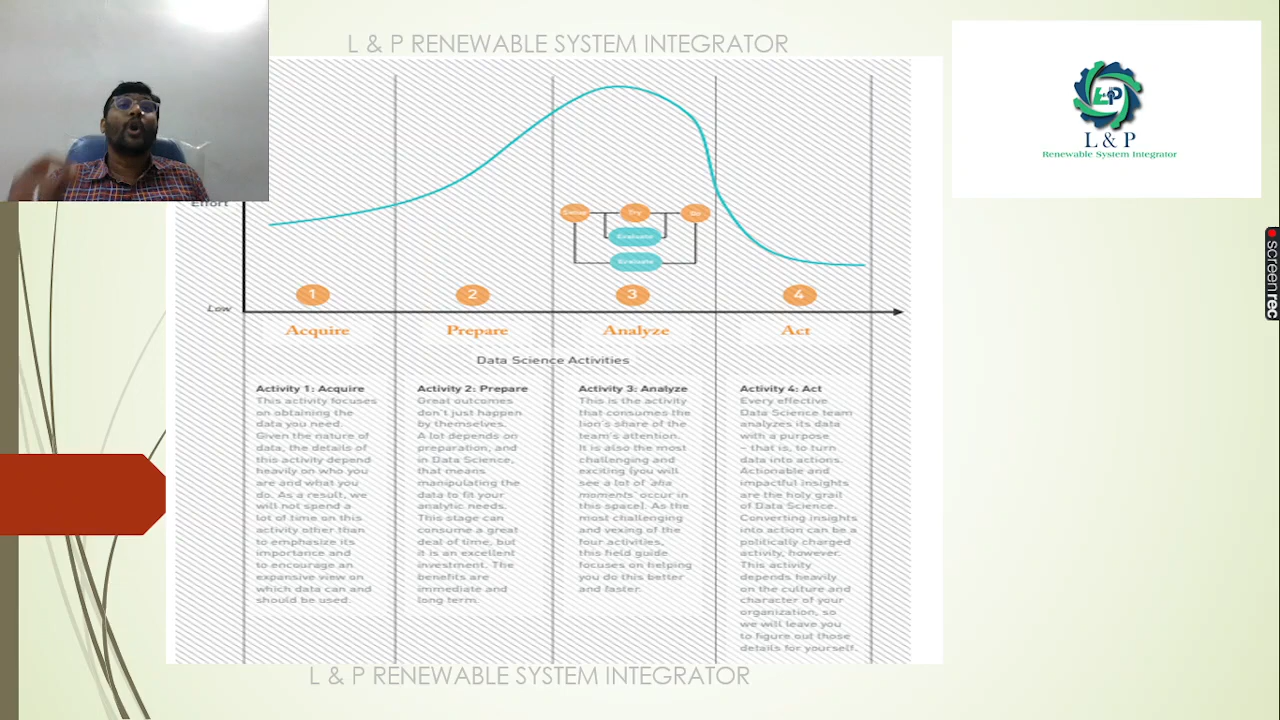 L & P RENEWABLE SYSTEM INTEGRATOR
L&P
L & P
Renewable System Integrator
Effort
Setup
Try
Do
Evaluate
Evaluate
1
2
3
4
Low
Acquire
Prepare
Analyze
Act
Data Science Activities
Activity 1: Acquire
This activity focuses
on obtaining the
data you need.
Given the nature of
data, the details of
this activity depend
heavily on who you
are and what you
do. As a result, we
will not spend a
lot of time on this
activity other than
to emphasize its
importance and
to encourage an
expansive view on
which data can and
should be used.
Activity 2: Prepare
Great outcomes
don't just happen
by themselves.
A lot depends on
preparation, and
in Data Science,
that means
manipulating the
data to fit your
analytic needs.
This stage can
consume a great
deal of time, but
it is an excellent
investment. The
benefits are
immediate and
long term.
Activity 3: Analyze
This is the activity
that consumes the
lion's share of the
team's attention.
It is also the most
challenging and
exciting (you will
see a lot of 'aha
moments' occur in
this space). As the
most challenging
and vexing of the
four activities,
this field guide
focuses on helping
you do this better
and faster.
Activity 4: Act
Every effective
Data Science team
analyzes its data
with a purpose
– that is, to turn
data into actions.
Actionable and
impactful insights
are the holy grail
of Data Science.
Converting insights
into action can be a
politically charged
activity, however.
This activity
depends heavily
on the culture and
character of your
organization, so
we will leave you
to figure out those
details for yourself.
L & P RENEWABLE SYSTEM INTEGRATOR
screenrec